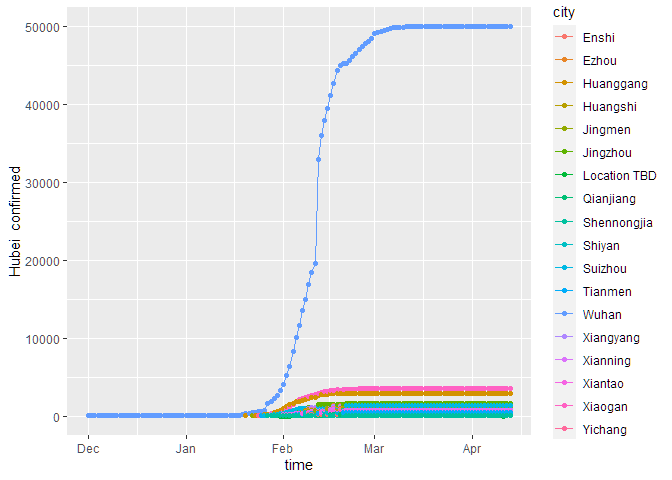 city
50000
40000
30000
20000
10000
0
Hubei confirmed
Dec
Jan
Feb
Mar
Apr
time
Enshi
Ezhou
Huanggang
Huangshi
Jingmen
Jingzhou
Location TBD
Qianjiang
Shennongjia
Shiyan
Suizhou
Tianmen
Wuhan
Xiangyang
Xianning
Xiantao
Xiaogan
Yichang